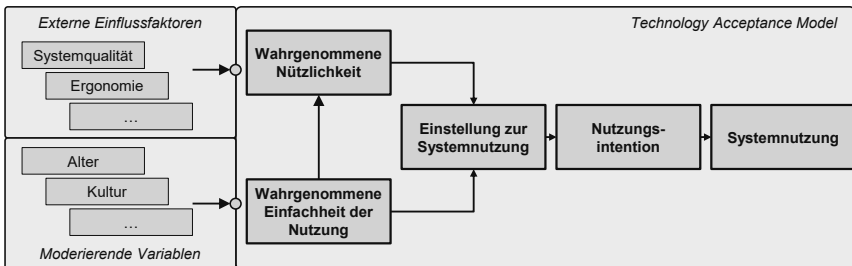 Externe Einflussfaktoren
Systemqualität
Ergonomie
…
Alter
Kultur
…
Moderierende Variablen
Technology Acceptance Model
Wahrgenommene
Nützlichkeit
Wahrgenommene
Einfachheit der
Nutzung
Einstellung zur
Systemnutzung
Nutzungs-
intention
Systemnutzung